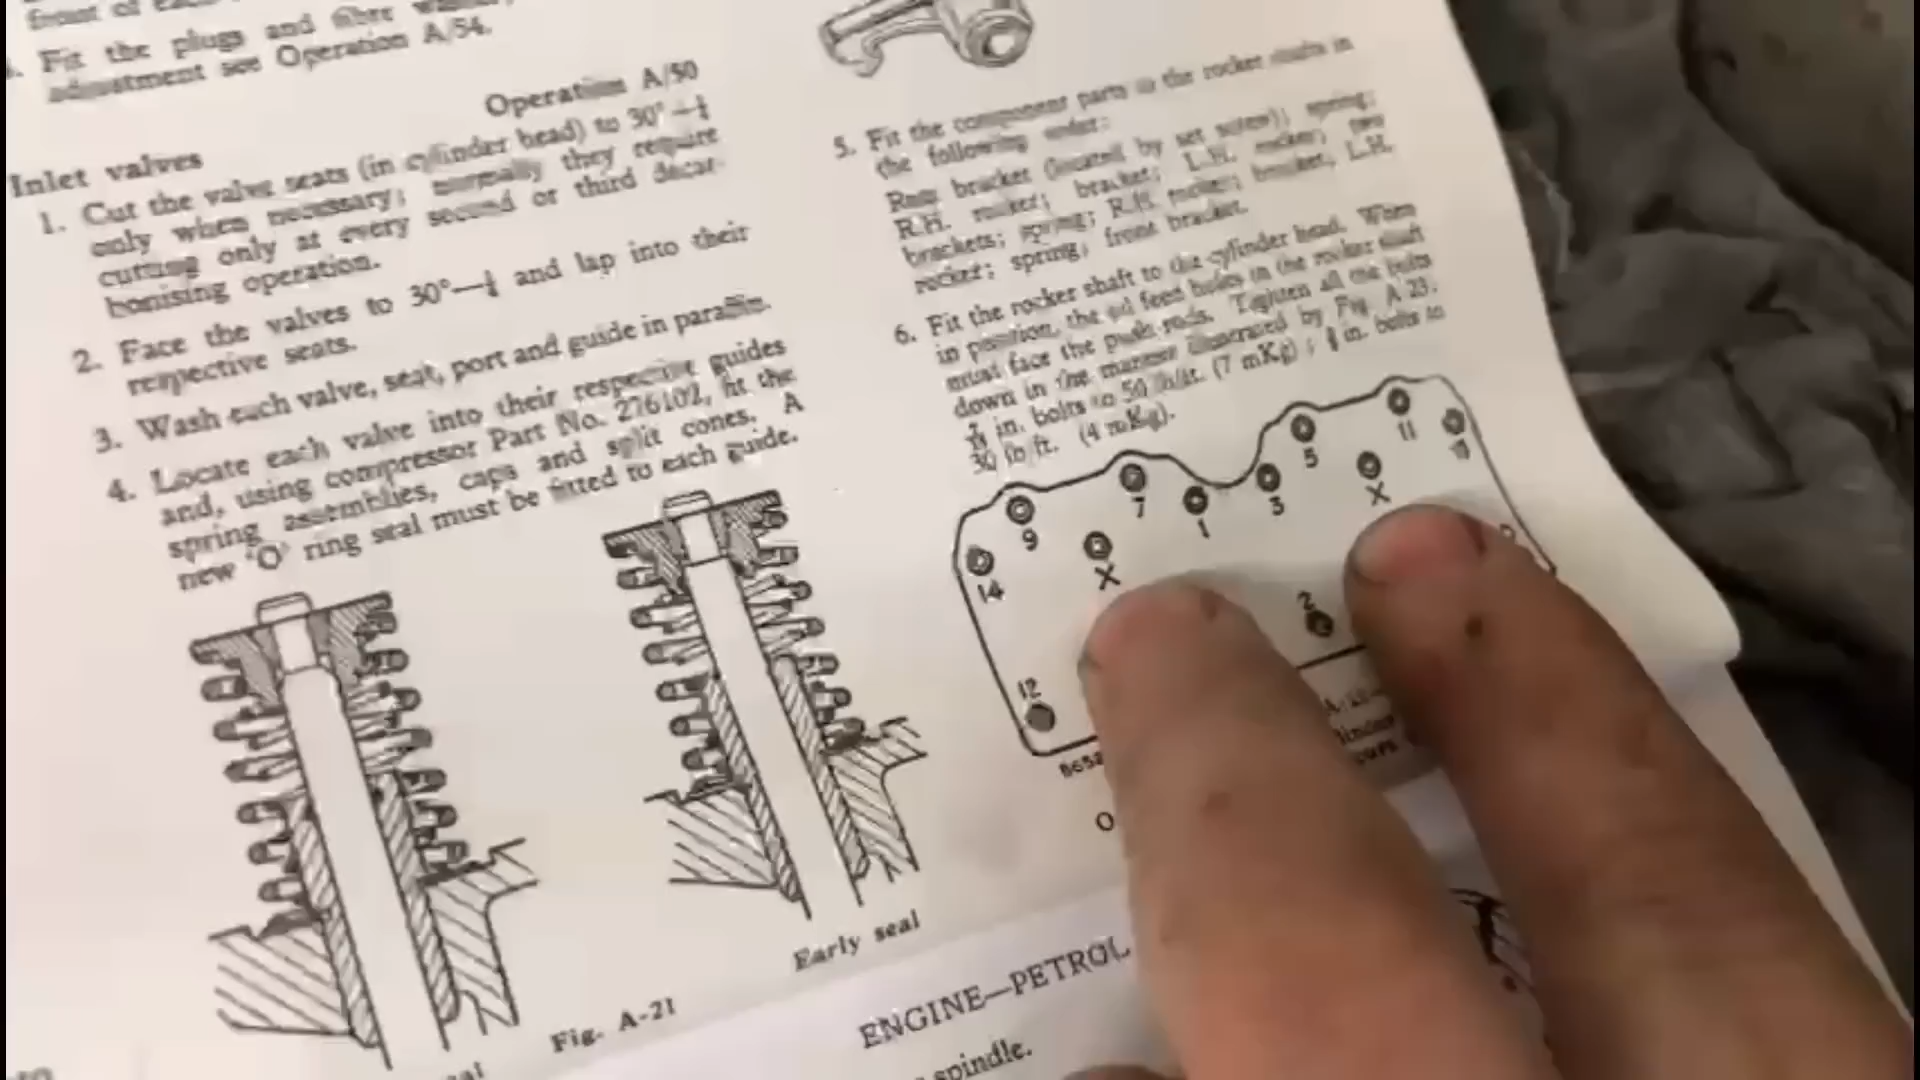 front of each
Fit the plugs and fibre
adjustment see Operation A/54.
Operation A/50
Inlet valves
1. Cut the valve seats (in cylinder head) to 30°—¼
only when necessary; normally they require
cutting only at every second or third decar-
bonising operation.
2. Face the valves to 30°—¼ and lap into their
respective seats.
3. Wash each valve, seat, port and guide in paraffin.
4. Locate each valve into their respective guides
and, using compressor Part No. 276102, fit the
spring assemblies, caps and split cones. A
new 'O' ring seal must be fitted to each guide.
Early seal
Fig. A-21
5. Fit the component parts to the rocker shafts in
the following order:
Rear bracket (located by set screw); spring;
R.H. rocker; bracket; L.H. rocker; two
brackets; spring; R.H. rocker; bracket, L.H.
rocker; spring; front bracket.
6. Fit the rocker shaft to the cylinder head. When
in position, the oil feed holes in the rocker shaft
must face the push rods. Tighten all the bolts
down in the manner illustrated by Fig. A 23.
in. bolts to 50 lb/ft. (7 mKg); in. bolts to
30 lb/ft. (4 mKg).
11
5
X
3
7
1
9
X
14
2
12
ENGINE—PETROL
spindle.